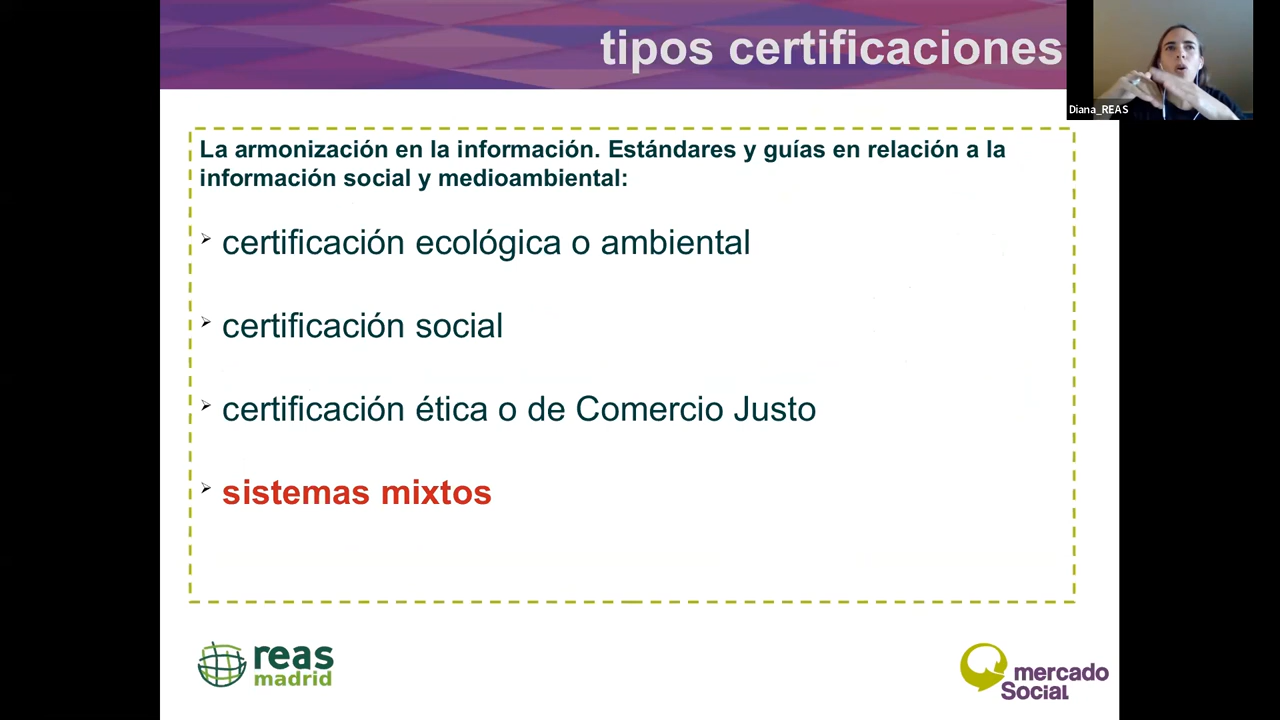 tipos certificaciones
Diana_REAS
La armonización en la información. Estándares y guías en relación a la
información social y medioambiental:
certificación ecológica o ambiental
certificación social
certificación ética o de Comercio Justo
sistemas mixtos
reas
madrid
mercado
Social